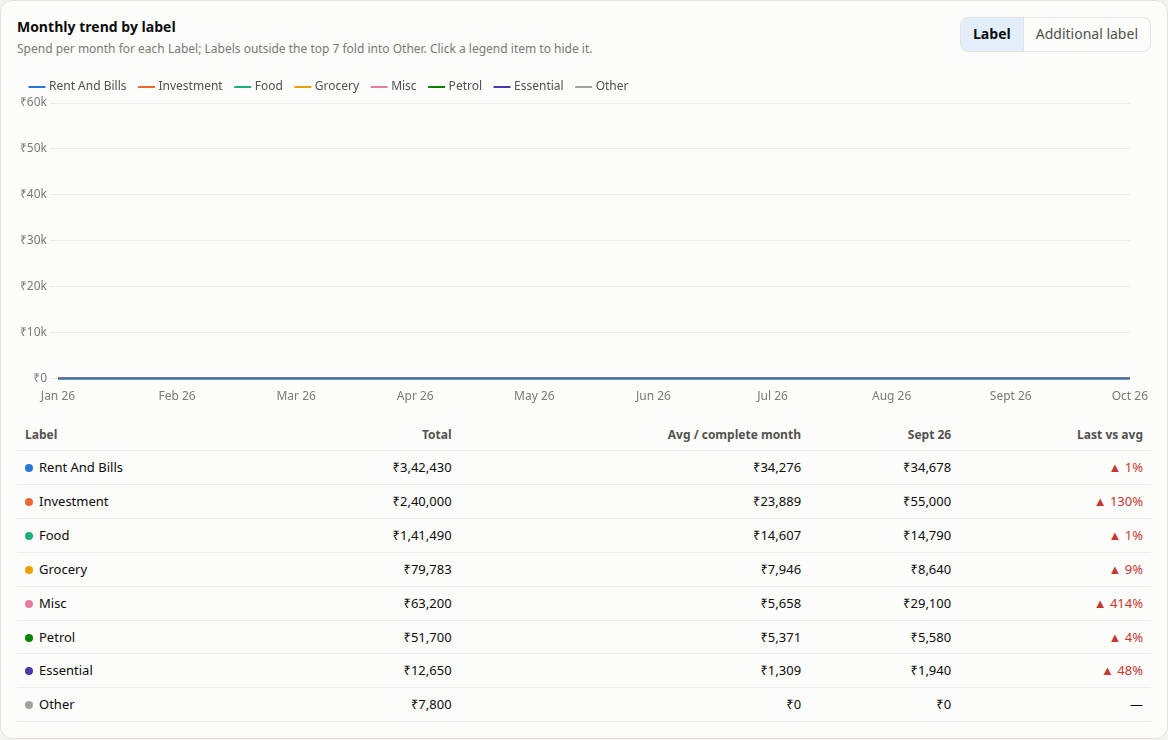 Monthly trend by label
Label
Additional label
Spend per month for each Label; Labels outside the top 7 fold into Other. Click a legend item to hide it.
Rent And Bills Investment Food Grocery Misc Petrol Essential Other
₹60k
₹50k
₹40k
₹30k
₹20k
₹10k
₹0
Jan 26 Feb 26 Mar 26 Apr 26 May 26 Jun 26 Jul 26 Aug 26 Sept 26 Oct 26
Label Total Avg / complete month Sept 26 Last vs avg
Rent And Bills ₹3,42,430 ₹34,276 ₹34,678 ▲ 1%
Investment ₹2,40,000 ₹23,889 ₹55,000 ▲ 130%
Food ₹1,41,490 ₹14,607 ₹14,790 ▲ 1%
Grocery ₹79,783 ₹7,946 ₹8,640 ▲ 9%
Misc ₹63,200 ₹5,658 ₹29,100 ▲ 414%
Petrol ₹51,700 ₹5,371 ₹5,580 ▲ 4%
Essential ₹12,650 ₹1,309 ₹1,940 ▲ 48%
Other ₹7,800 ₹0 ₹0 —